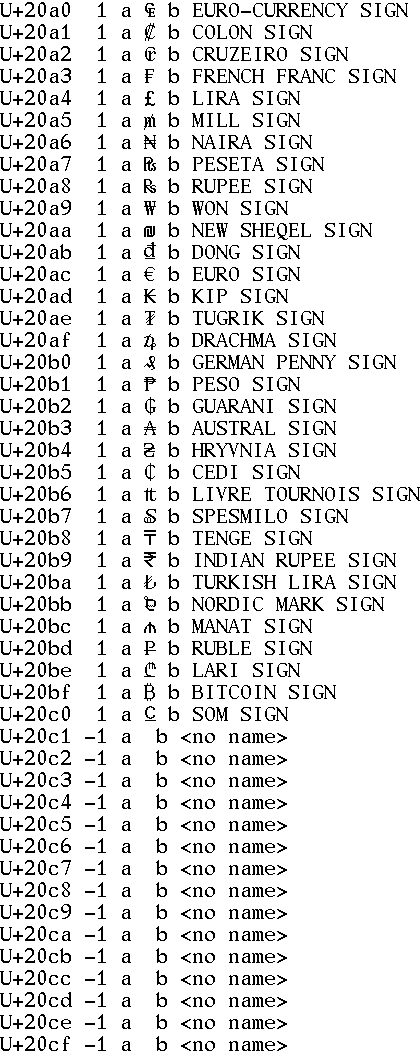 U+20a0  1 a ₠ b EURO-CURRENCY SIGN
U+20a1  1 a ₡ b COLON SIGN
U+20a2  1 a ₢ b CRUZEIRO SIGN
U+20a3  1 a ₣ b FRENCH FRANC SIGN
U+20a4  1 a ₤ b LIRA SIGN
U+20a5  1 a ₥ b MILL SIGN
U+20a6  1 a ₦ b NAIRA SIGN
U+20a7  1 a ₧ b PESETA SIGN
U+20a8  1 a ₨ b RUPEE SIGN
U+20a9  1 a ₩ b WON SIGN
U+20aa  1 a ₪ b NEW SHEQEL SIGN
U+20ab  1 a ₫ b DONG SIGN
U+20ac  1 a € b EURO SIGN
U+20ad  1 a ₭ b KIP SIGN
U+20ae  1 a ₮ b TUGRIK SIGN
U+20af  1 a ₯ b DRACHMA SIGN
U+20b0  1 a ₰ b GERMAN PENNY SIGN
U+20b1  1 a ₱ b PESO SIGN
U+20b2  1 a ₲ b GUARANI SIGN
U+20b3  1 a ₳ b AUSTRAL SIGN
U+20b4  1 a ₴ b HRYVNIA SIGN
U+20b5  1 a ₵ b CEDI SIGN
U+20b6  1 a ₶ b LIVRE TOURNOIS SIGN
U+20b7  1 a ₷ b SPESMILO SIGN
U+20b8  1 a ₸ b TENGE SIGN
U+20b9  1 a ₹ b INDIAN RUPEE SIGN
U+20ba  1 a ₺ b TURKISH LIRA SIGN
U+20bb  1 a ₻ b NORDIC MARK SIGN
U+20bc  1 a ₼ b MANAT SIGN
U+20bd  1 a ₽ b RUBLE SIGN
U+20be  1 a ₾ b LARI SIGN
U+20bf  1 a ₿ b BITCOIN SIGN
U+20c0  1 a ⃀ b SOM SIGN
U+20c1 -1 a  b <no name>
U+20c2 -1 a  b <no name>
U+20c3 -1 a  b <no name>
U+20c4 -1 a  b <no name>
U+20c5 -1 a  b <no name>
U+20c6 -1 a  b <no name>
U+20c7 -1 a  b <no name>
U+20c8 -1 a  b <no name>
U+20c9 -1 a  b <no name>
U+20ca -1 a  b <no name>
U+20cb -1 a  b <no name>
U+20cc -1 a  b <no name>
U+20cd -1 a  b <no name>
U+20ce -1 a  b <no name>
U+20cf -1 a  b <no name>